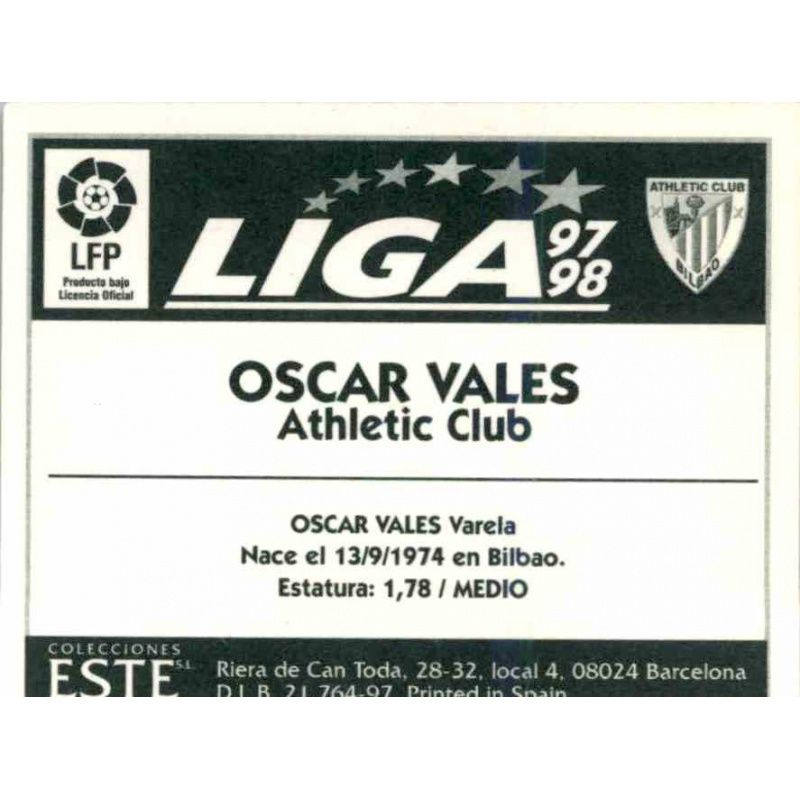 LFP
Producto bajo
Licencia Oficial
LIGA 97
98
ATHLETIC CLUB
BILBAO
OSCAR VALES
Athletic Club
OSCAR VALES Varela
Nace el 13/9/1974 en Bilbao.
Estatura: 1,78 / MEDIO
COLECCIONES
ESTE S.L.
Riera de Can Toda, 28-32, local 4, 08024 Barcelona
D.L.B. 21.764-97. Printed in Spain